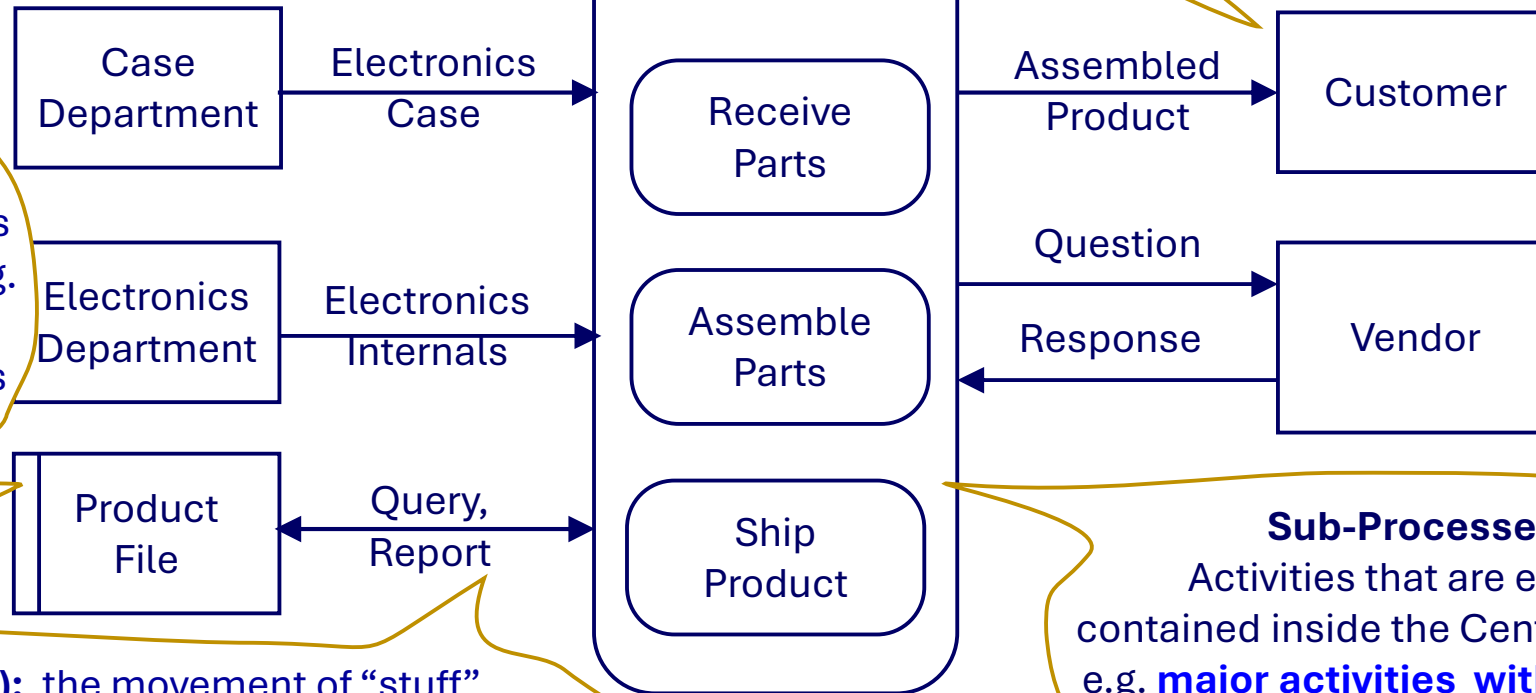 Case
Department
Electronics
Case
Receive
Parts
Assembled
Product
Customer
Electronics
Department
Electronics
Internals
Assemble
Parts
Question
Response
Vendor
Product
File
Query,
Report
Ship
Product
Sub-Processe
Activities that are e
contained inside the Cen
e.g. major activities wit
): the movement of “stuff”